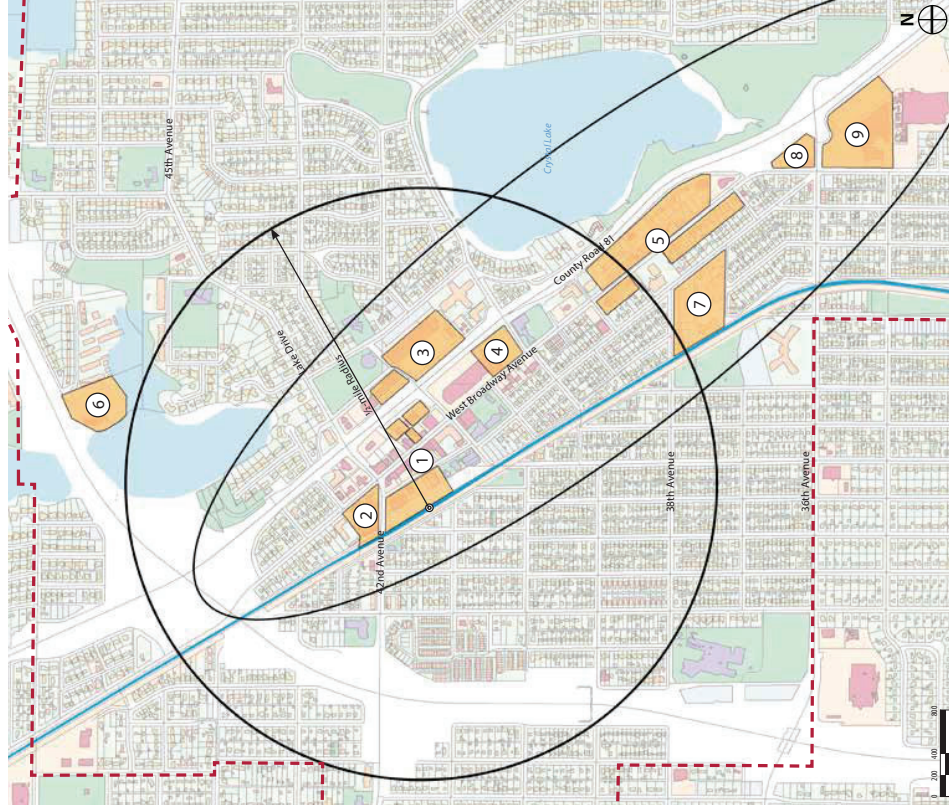 N
45th Avenue
Crystal Lake
9
8
County Road 81
5
7
Lake Drive
½-mile Radius
3
4
West Broadway Avenue
6
1
2
42nd Avenue
38th Avenue
36th Avenue
0 200 400 800